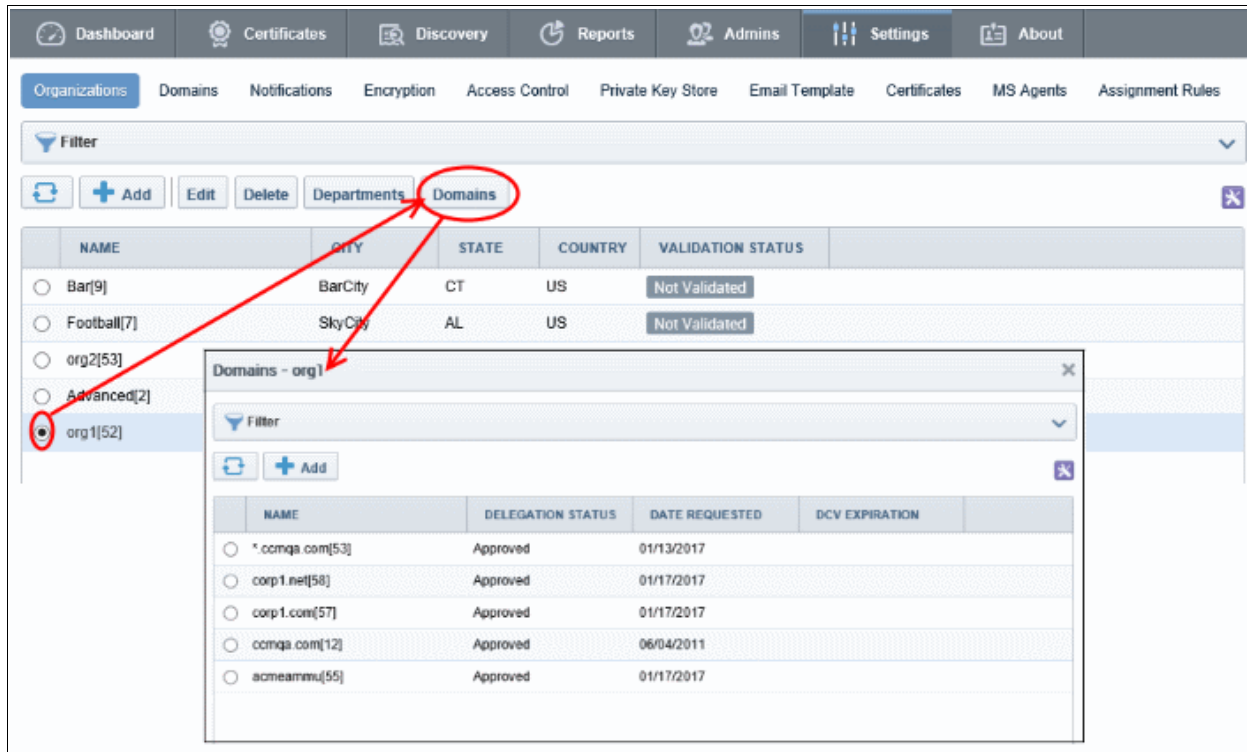 Dashboard Certificates Discovery Reports Admins Settings About
Organizations Domains Notifications Encryption Access Control Private Key Store Email Template Certificates MS Agents Assignment Rules
Filter
Add Edit Delete Departments Domains
NAME CITY STATE COUNTRY VALIDATION STATUS
Bar[9] BarCity CT US Not Validated
Football[7] SkyCity AL US Not Validated
org2[53]
Advanced[2]
org1[52]
Domains - org1
Filter
Add
NAME DELEGATION STATUS DATE REQUESTED DCV EXPIRATION
*.ccmqa.com[53] Approved 01/13/2017
corp1.net[58] Approved 01/17/2017
corp1.com[57] Approved 01/17/2017
ccmqa.com[12] Approved 06/04/2011
acmeammu[55] Approved 01/17/2017